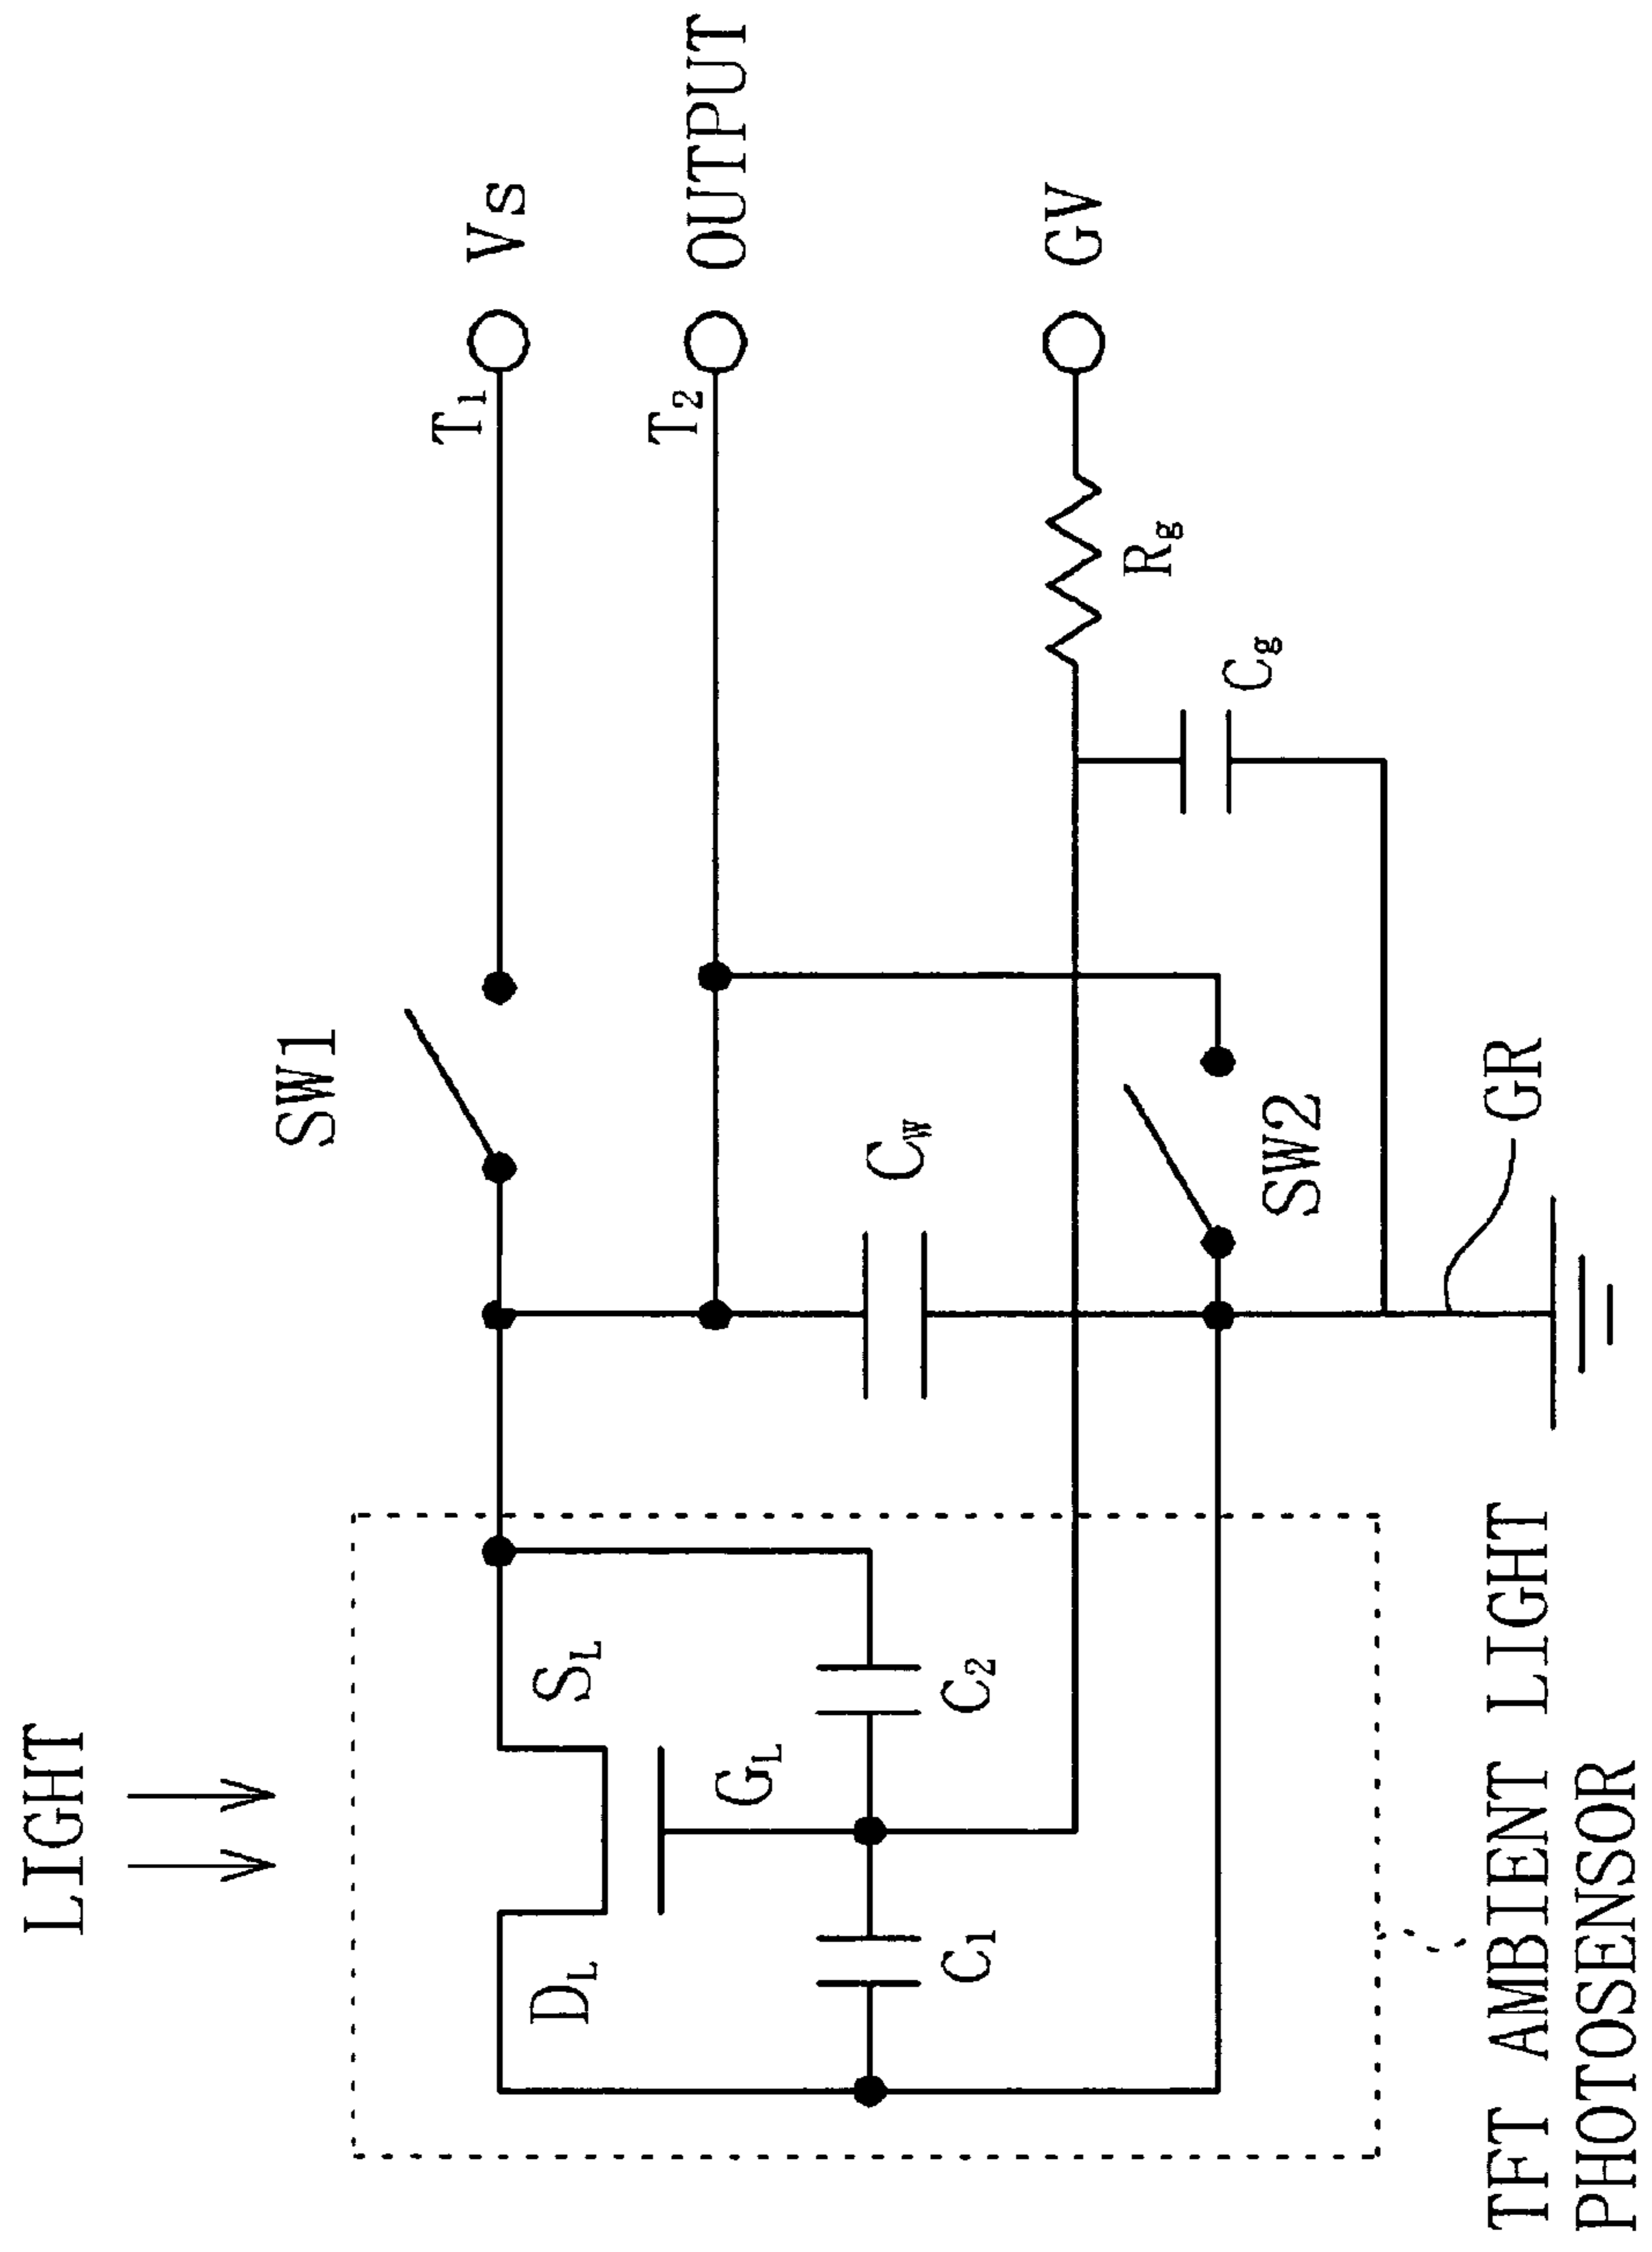 LIGHT
SW1
T1
VS
T2
OUTPUT
DL
SL
GL
C1
C2
CW
GV
Rg
Cg
SW2
GR
TFT AMBIENT LIGHT
PHOTOSENSOR